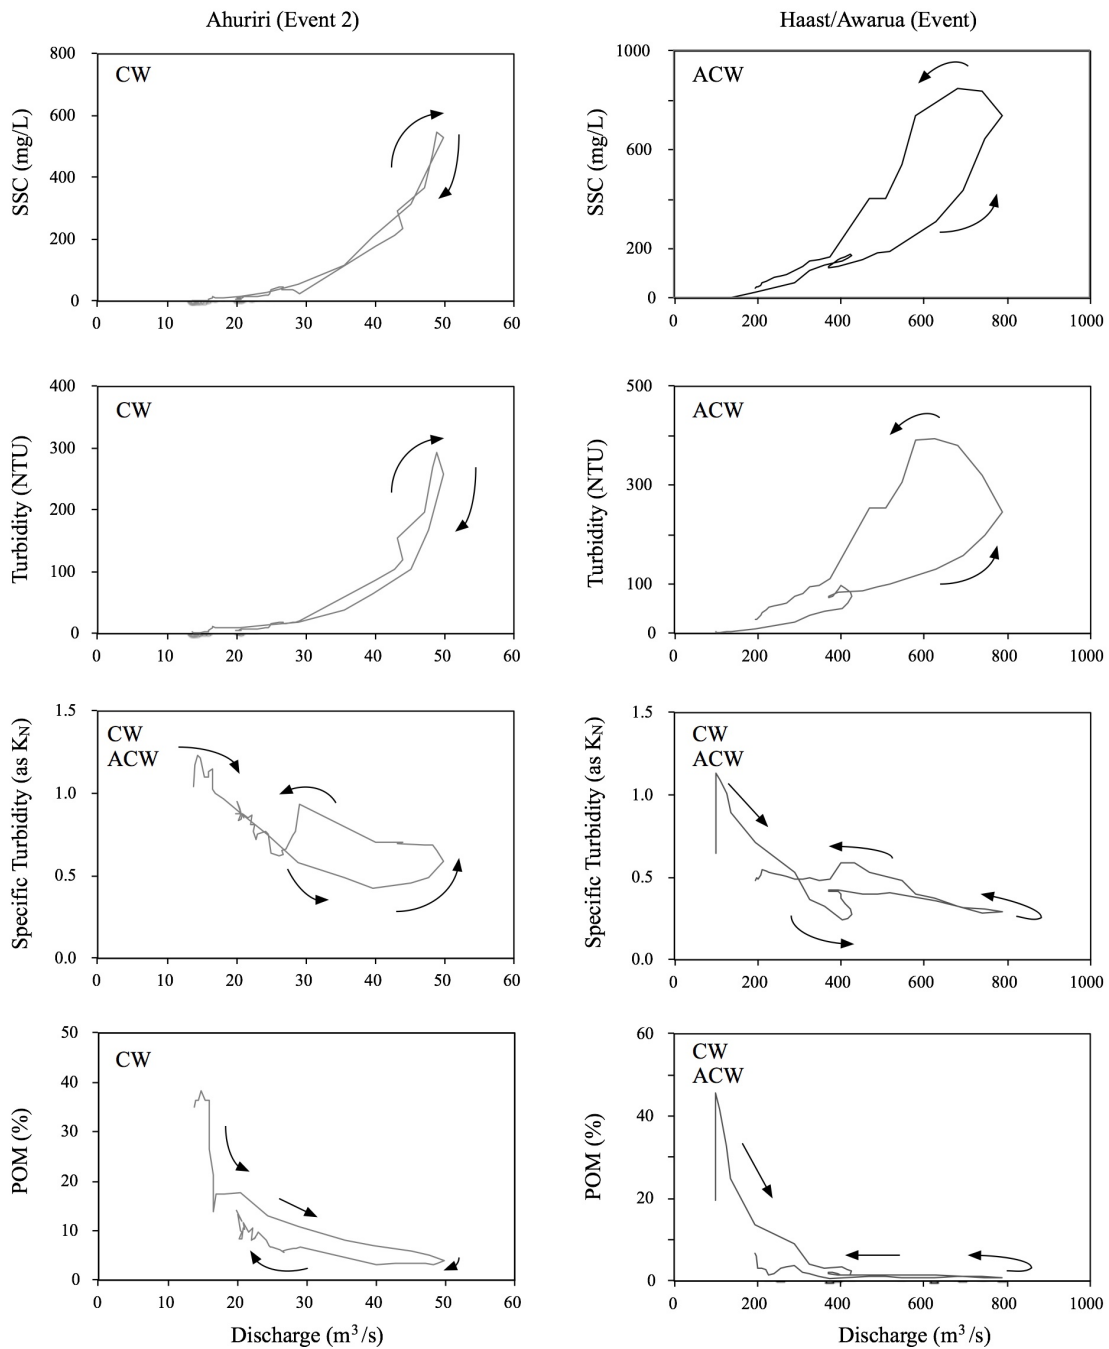 Ahuriri (Event 2)
Haast/Awarua (Event)
SSC (mg/L)
CW
800
600
400
200
0
0 10 20 30 40 50 60
SSC (mg/L)
ACW
1000
600
200
0
0 200 400 600 800 1000
Turbidity (NTU)
CW
400
300
200
100
0
0 10 20 30 40 50 60
Turbidity (NTU)
ACW
500
300
100
0
0 200 400 600 800 1000
Specific Turbidity (as KN)
CW
ACW
1.5
1.0
0.5
0.0
0 10 20 30 40 50 60
Specific Turbidity (as KN)
CW
ACW
1.5
1.0
0.5
0.0
0 200 400 600 800 1000
POM (%)
CW
50
40
30
20
10
0
0 10 20 30 40 50 60
Discharge (m³/s)
POM (%)
CW
ACW
60
40
20
0
0 200 400 600 800 1000
Discharge (m³/s)